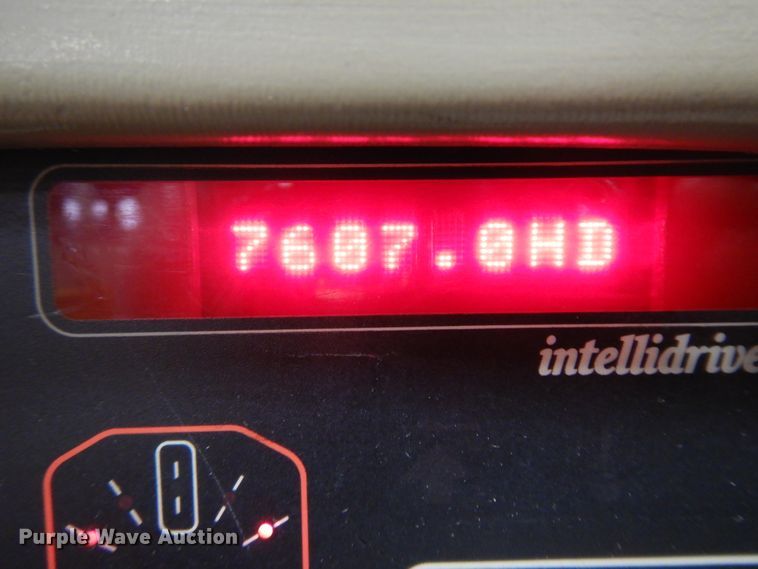 7607.0HD
intellidrive
Purple Wave Auction